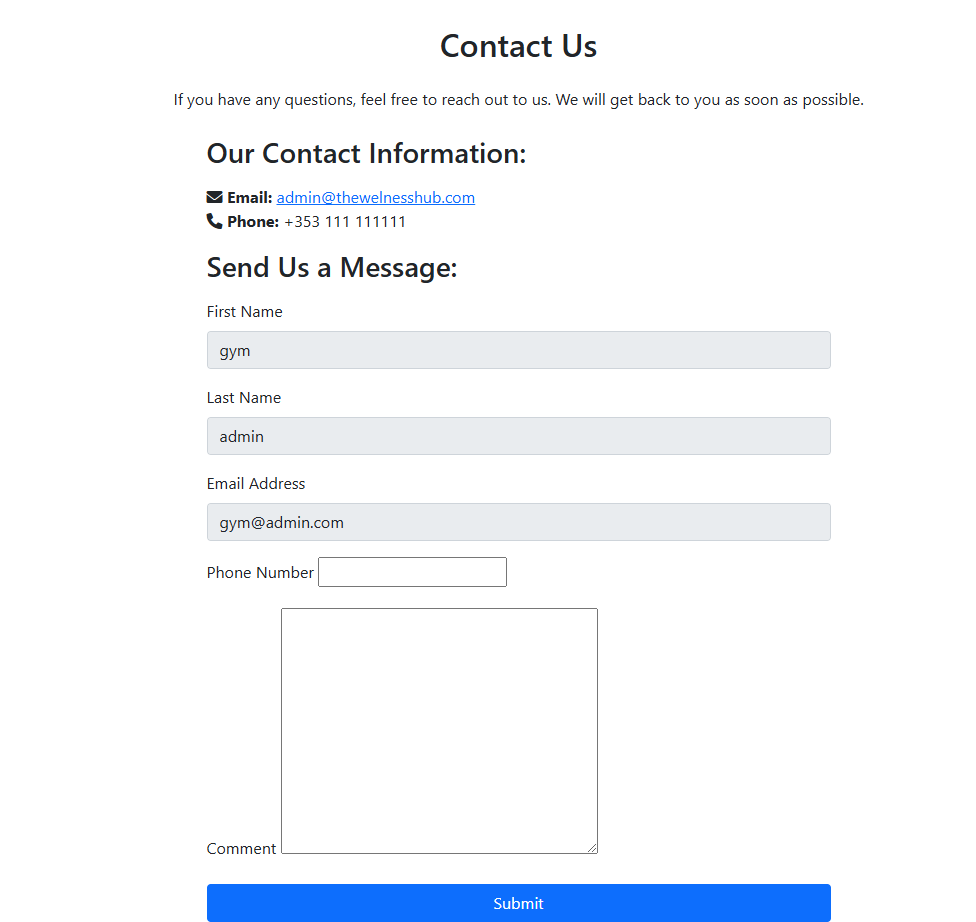 Contact Us
If you have any questions, feel free to reach out to us. We will get back to you as soon as possible.
Our Contact Information:
Email: admin@thewelnesshub.com
Phone: +353 111 111111
Send Us a Message:
First Name
gym
Last Name
admin
Email Address
gym@admin.com
Phone Number
Comment
Submit